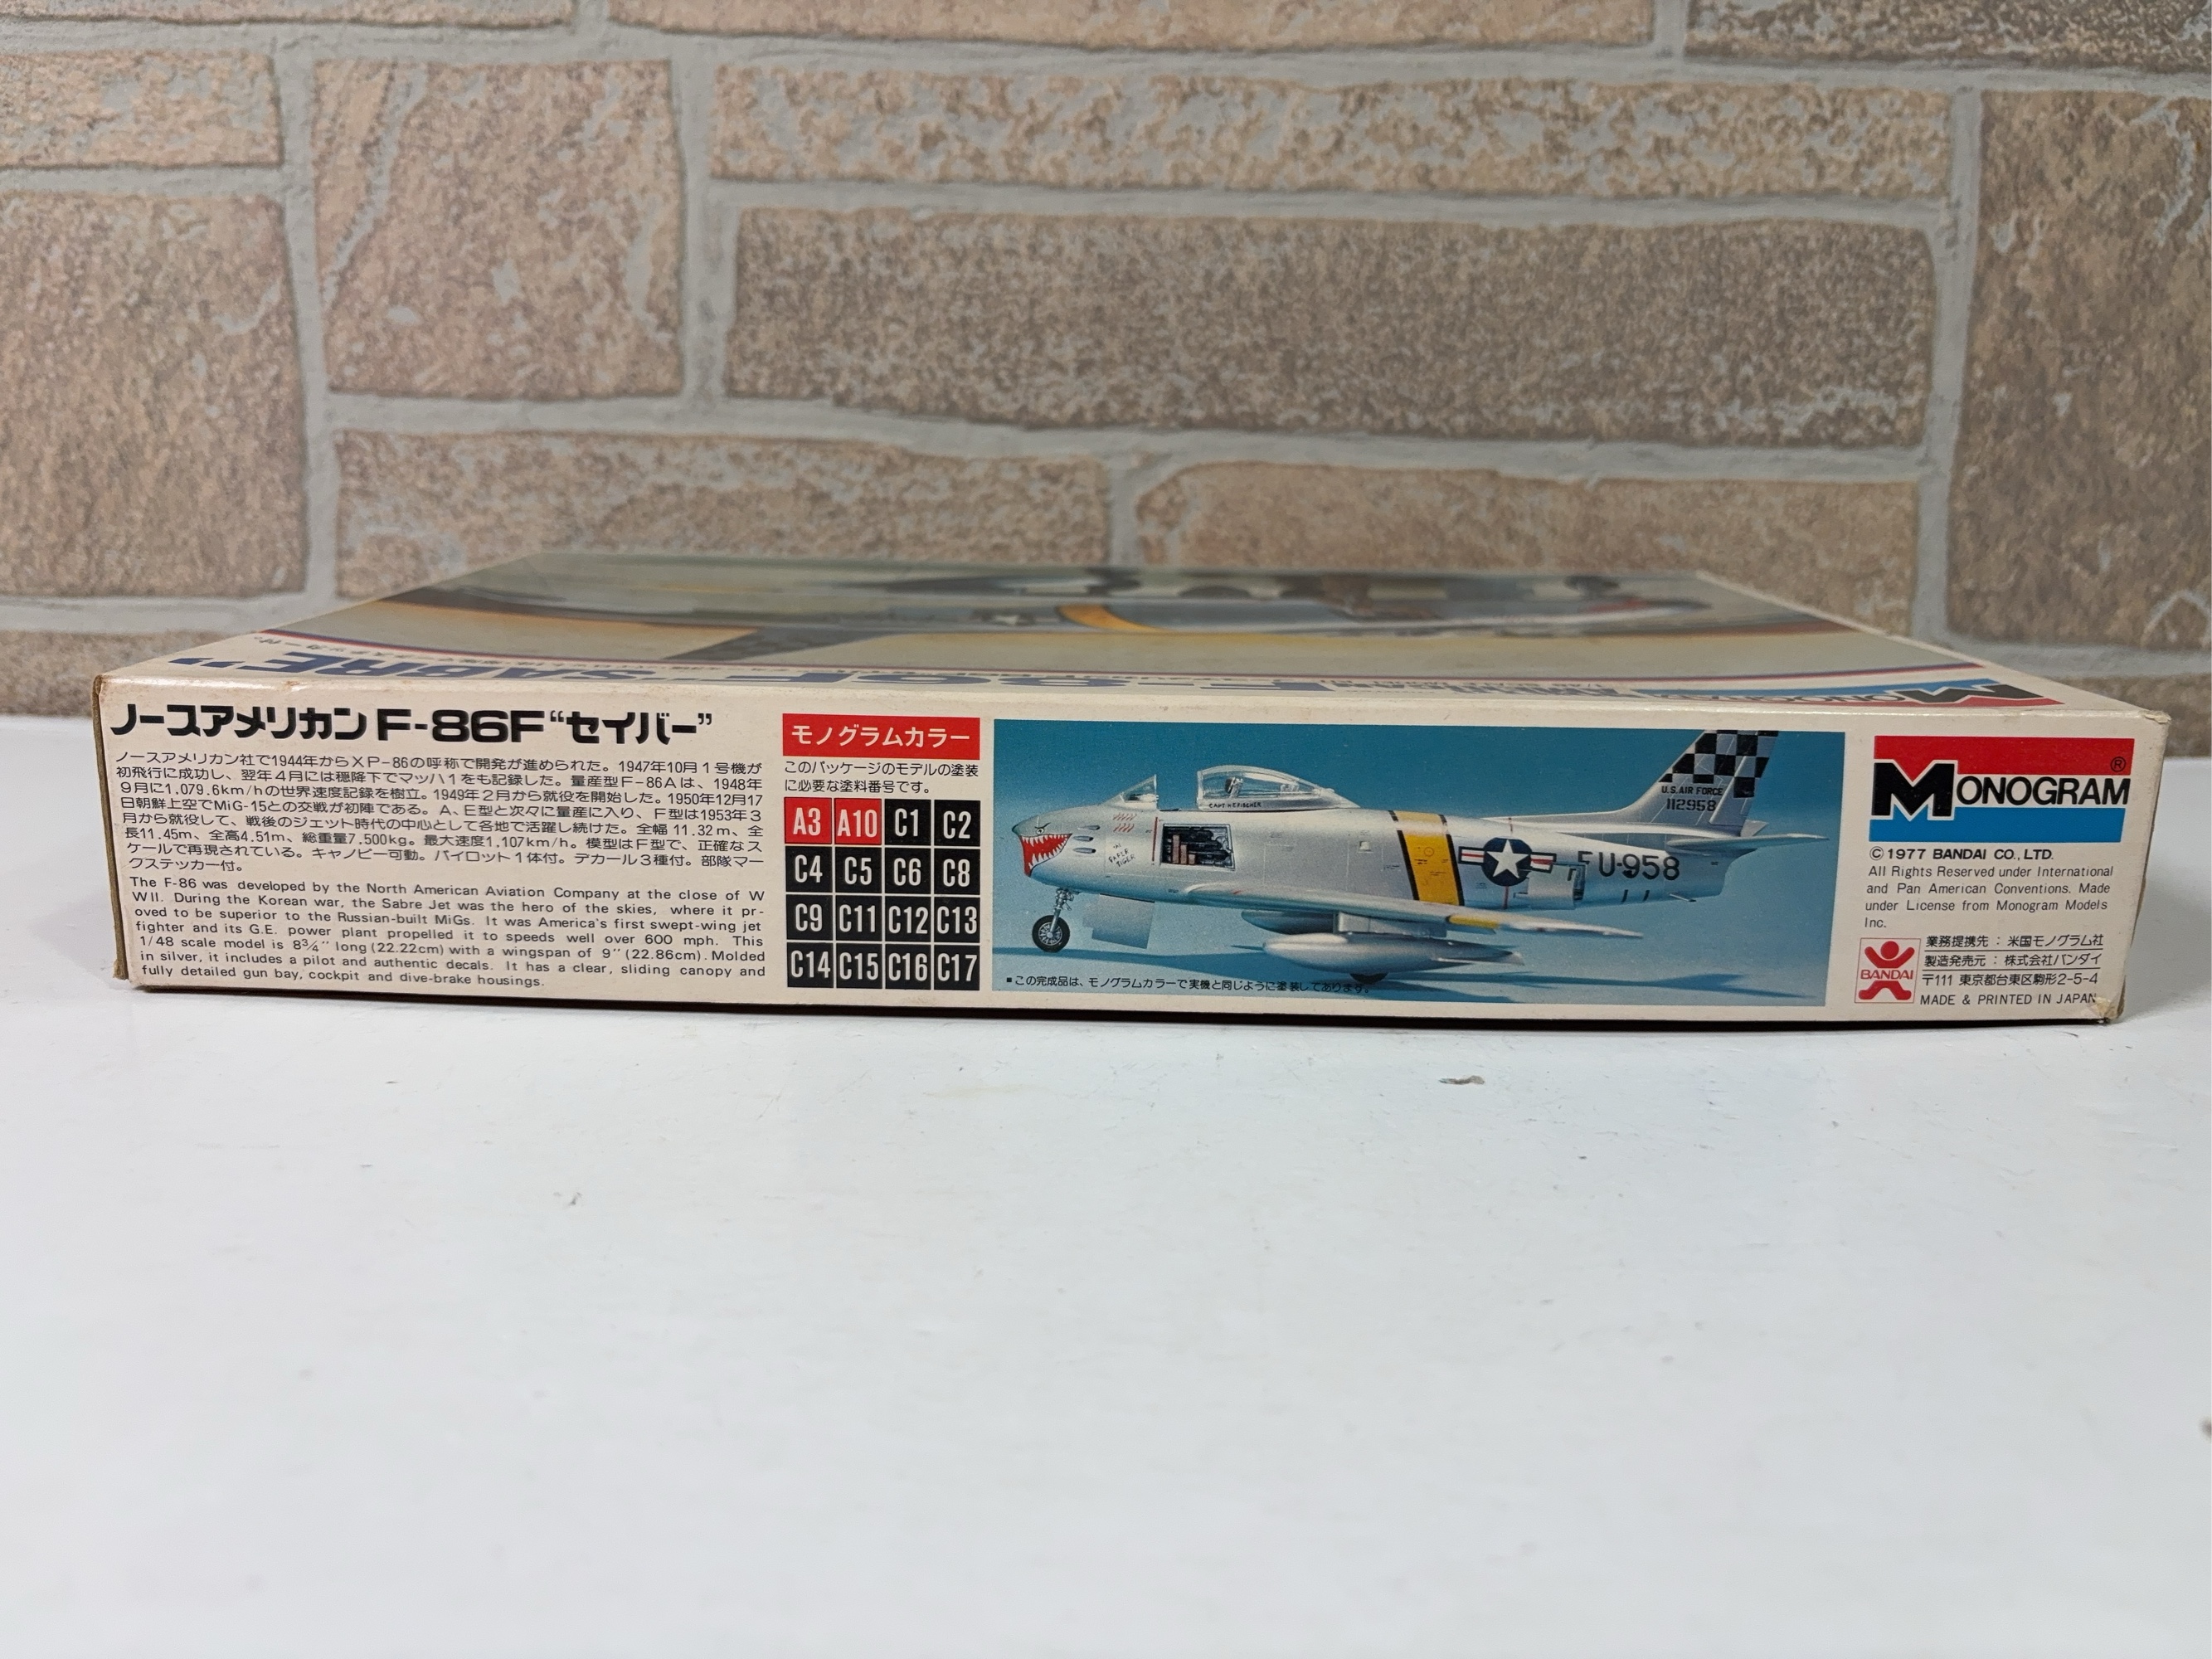 ノースアメリカン F-86F “セイバー”
ノースアメリカン社で1944年からXP-86の呼称で開発が進められた。1947年10月1号機が
初飛行に成功し、翌年4月には穏降下でマッハ1をも記録した。量産型F-86Aは、1948年
9月に1.079.6km/hの世界速度記録を樹立。1949年2月から就役を開始した。1950年12月17
日朝鮮上空でMiG-15との交戦が初陣である。A、E型と次々に量産に入り、F型は1953年3
月から就役して、戦後のジェット時代の中心として各地で活躍し続けた。全幅11.32m、全
長11.45m、全高4.51m、総重量7.500kg。最大速度1,107km/h。模型はF型で、正確なス
ケールで再現されている。キャノピー可動。パイロット1体付。デカール3種付。部隊マー
クステッカー付。
The F-86 was developed by the North American Aviation Company at the close of W
WII. During the Korean war, the Sabre Jet was the hero of the skies, where it pr-
oved to be superior to the Russian-built MiGs. It was America's first swept-wing jet
fighter and its G.E. power plant propelled it to speeds well over 600 mph. This
1/48 scale model is 8¾" long (22.22cm) with a wingspan of 9" (22.86cm). Molded
in silver, it includes a pilot and authentic decals. It has a clear, sliding canopy and
fully detailed gun bay, cockpit and dive-brake housings.
モノグラムカラー
このパッケージのモデルの塗装
に必要な塗料番号です。
A3 A10 C1 C2
C4 C5 C6 C8
C9 C11 C12 C13
C14 C15 C16 C17
U.S. AIR FORCE
112958
FU-958
■この完成品は、モノグラムカラーで実機と同じように塗装してあります。
MONOGRAM ®
© 1977 BANDAI CO., LTD.
All Rights Reserved under International
and Pan American Conventions. Made
under License from Monogram Models
Inc.
BANDAI
業務提携先：米国モノグラム社
製造発売元：株式会社バンダイ
〒111 東京都台東区駒形2-5-4
MADE & PRINTED IN JAPAN
F-86F
“SABRE”
MONOGRAM